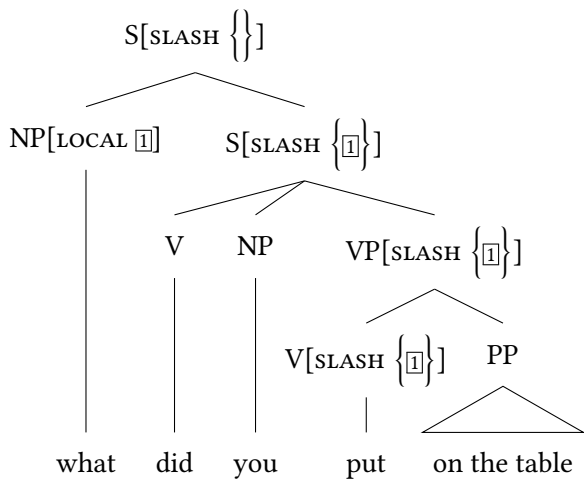 S[SLASH {}]
NP[LOCAL 1] S[SLASH {1}]
V NP VP[SLASH {1}]
V[SLASH {1}] PP
what did you put on the table